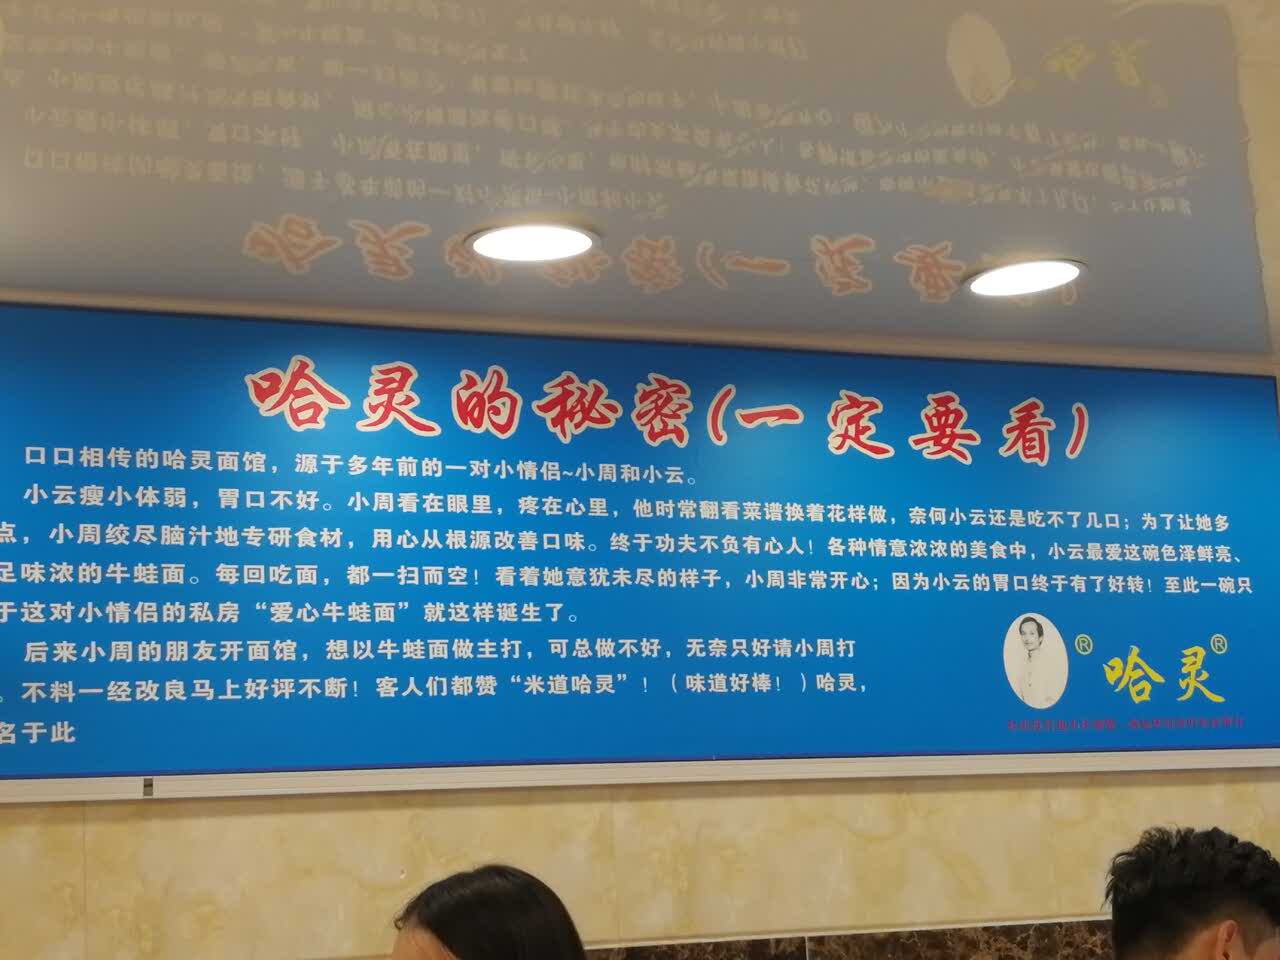 哈灵的秘密(一定要看)
口口相传的哈灵面馆，源于多年前的一对小情侣~小周和小云。
小云瘦小体弱，胃口不好。小周看在眼里，疼在心里，他时常翻看菜谱换着花样做，奈何小云还是吃不了几口；为了让她多
点，小周绞尽脑汁地专研食材，用心从根源改善口味。终于功夫不负有心人！各种情意浓浓的美食中，小云最爱这碗色泽鲜亮、
足味浓的牛蛙面。每回吃面，都一扫而空！看着她意犹未尽的样子，小周非常开心；因为小云的胃口终于有了好转！至此一碗只
于这对小情侣的私房“爱心牛蛙面”就这样诞生了。
后来小周的朋友开面馆，想以牛蛙面做主打，可总做不好，无奈只好请小周打
。不料一经改良马上好评不断！客人们都赞“米道哈灵”！（味道好棒！）哈灵，
名于此
® 哈灵®